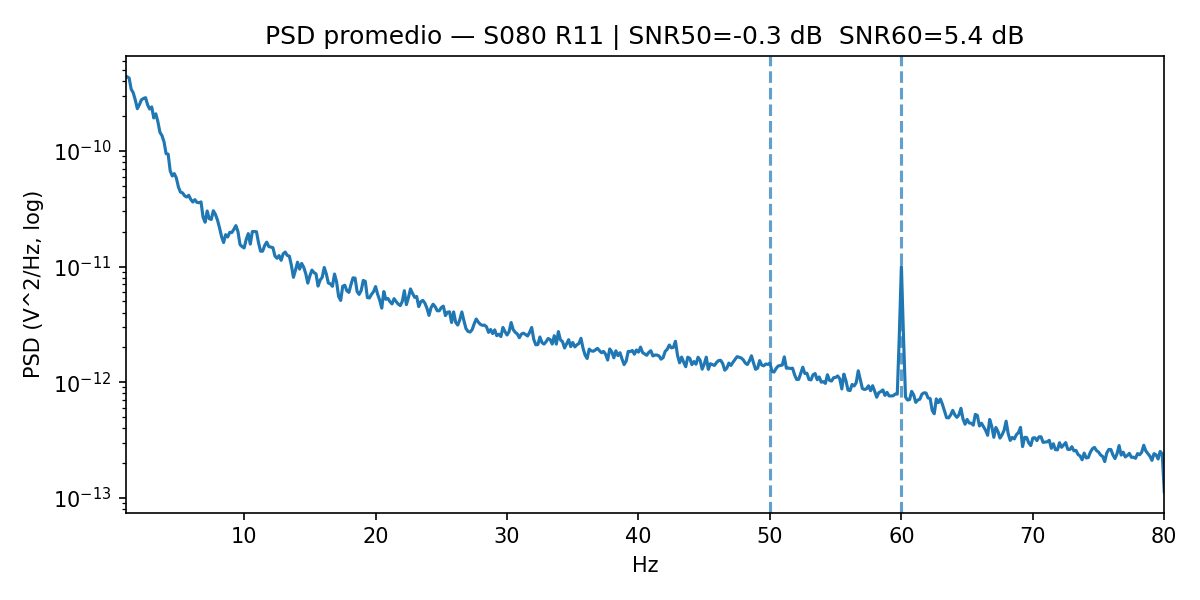 PSD promedio — S080 R11 | SNR50=-0.3 dB  SNR60=5.4 dB
PSD (V^2/Hz, log)
10⁻¹⁰
10⁻¹¹
10⁻¹²
10⁻¹³
10 20 30 40 50 60 70 80
Hz